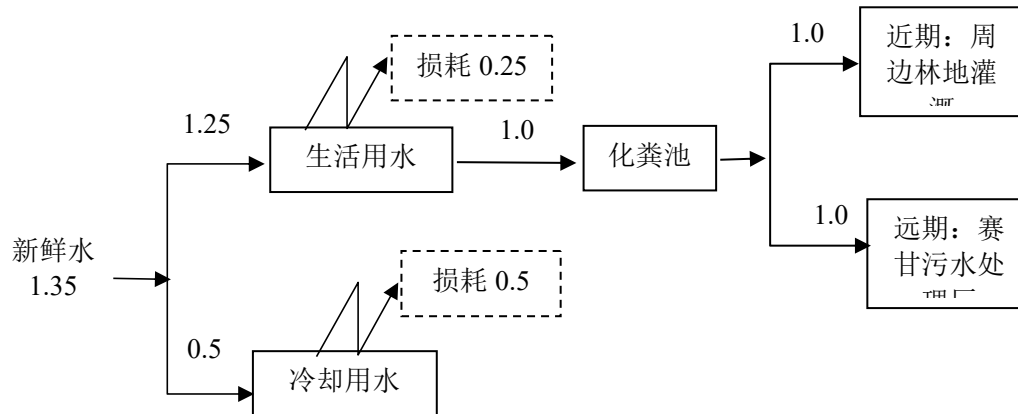 损耗 0.25
1.0
近期：周
边林地灌
1.25
生活用水
1.0
化粪池
1.0
远期：赛
甘污水处
新鲜水
1.35
损耗 0.5
0.5
冷却用水